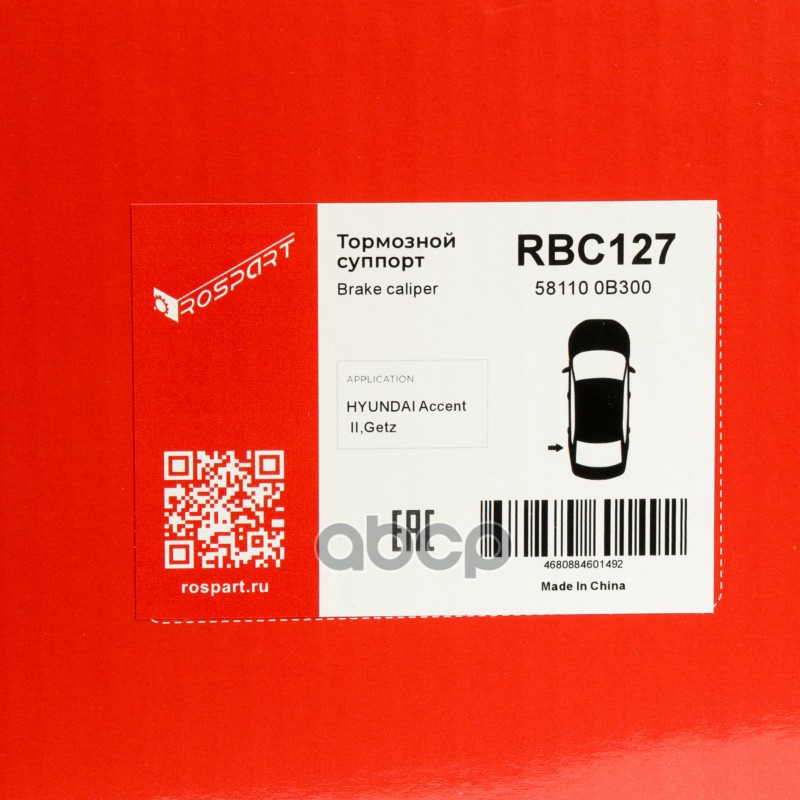 ROSPART
Тормозной
суппорт
Brake caliper
RBC127
58110 0B300
APPLICATION
HYUNDAI Accent
II,Getz
EAC
abcp
4680884601492
Made In China
rospart.ru